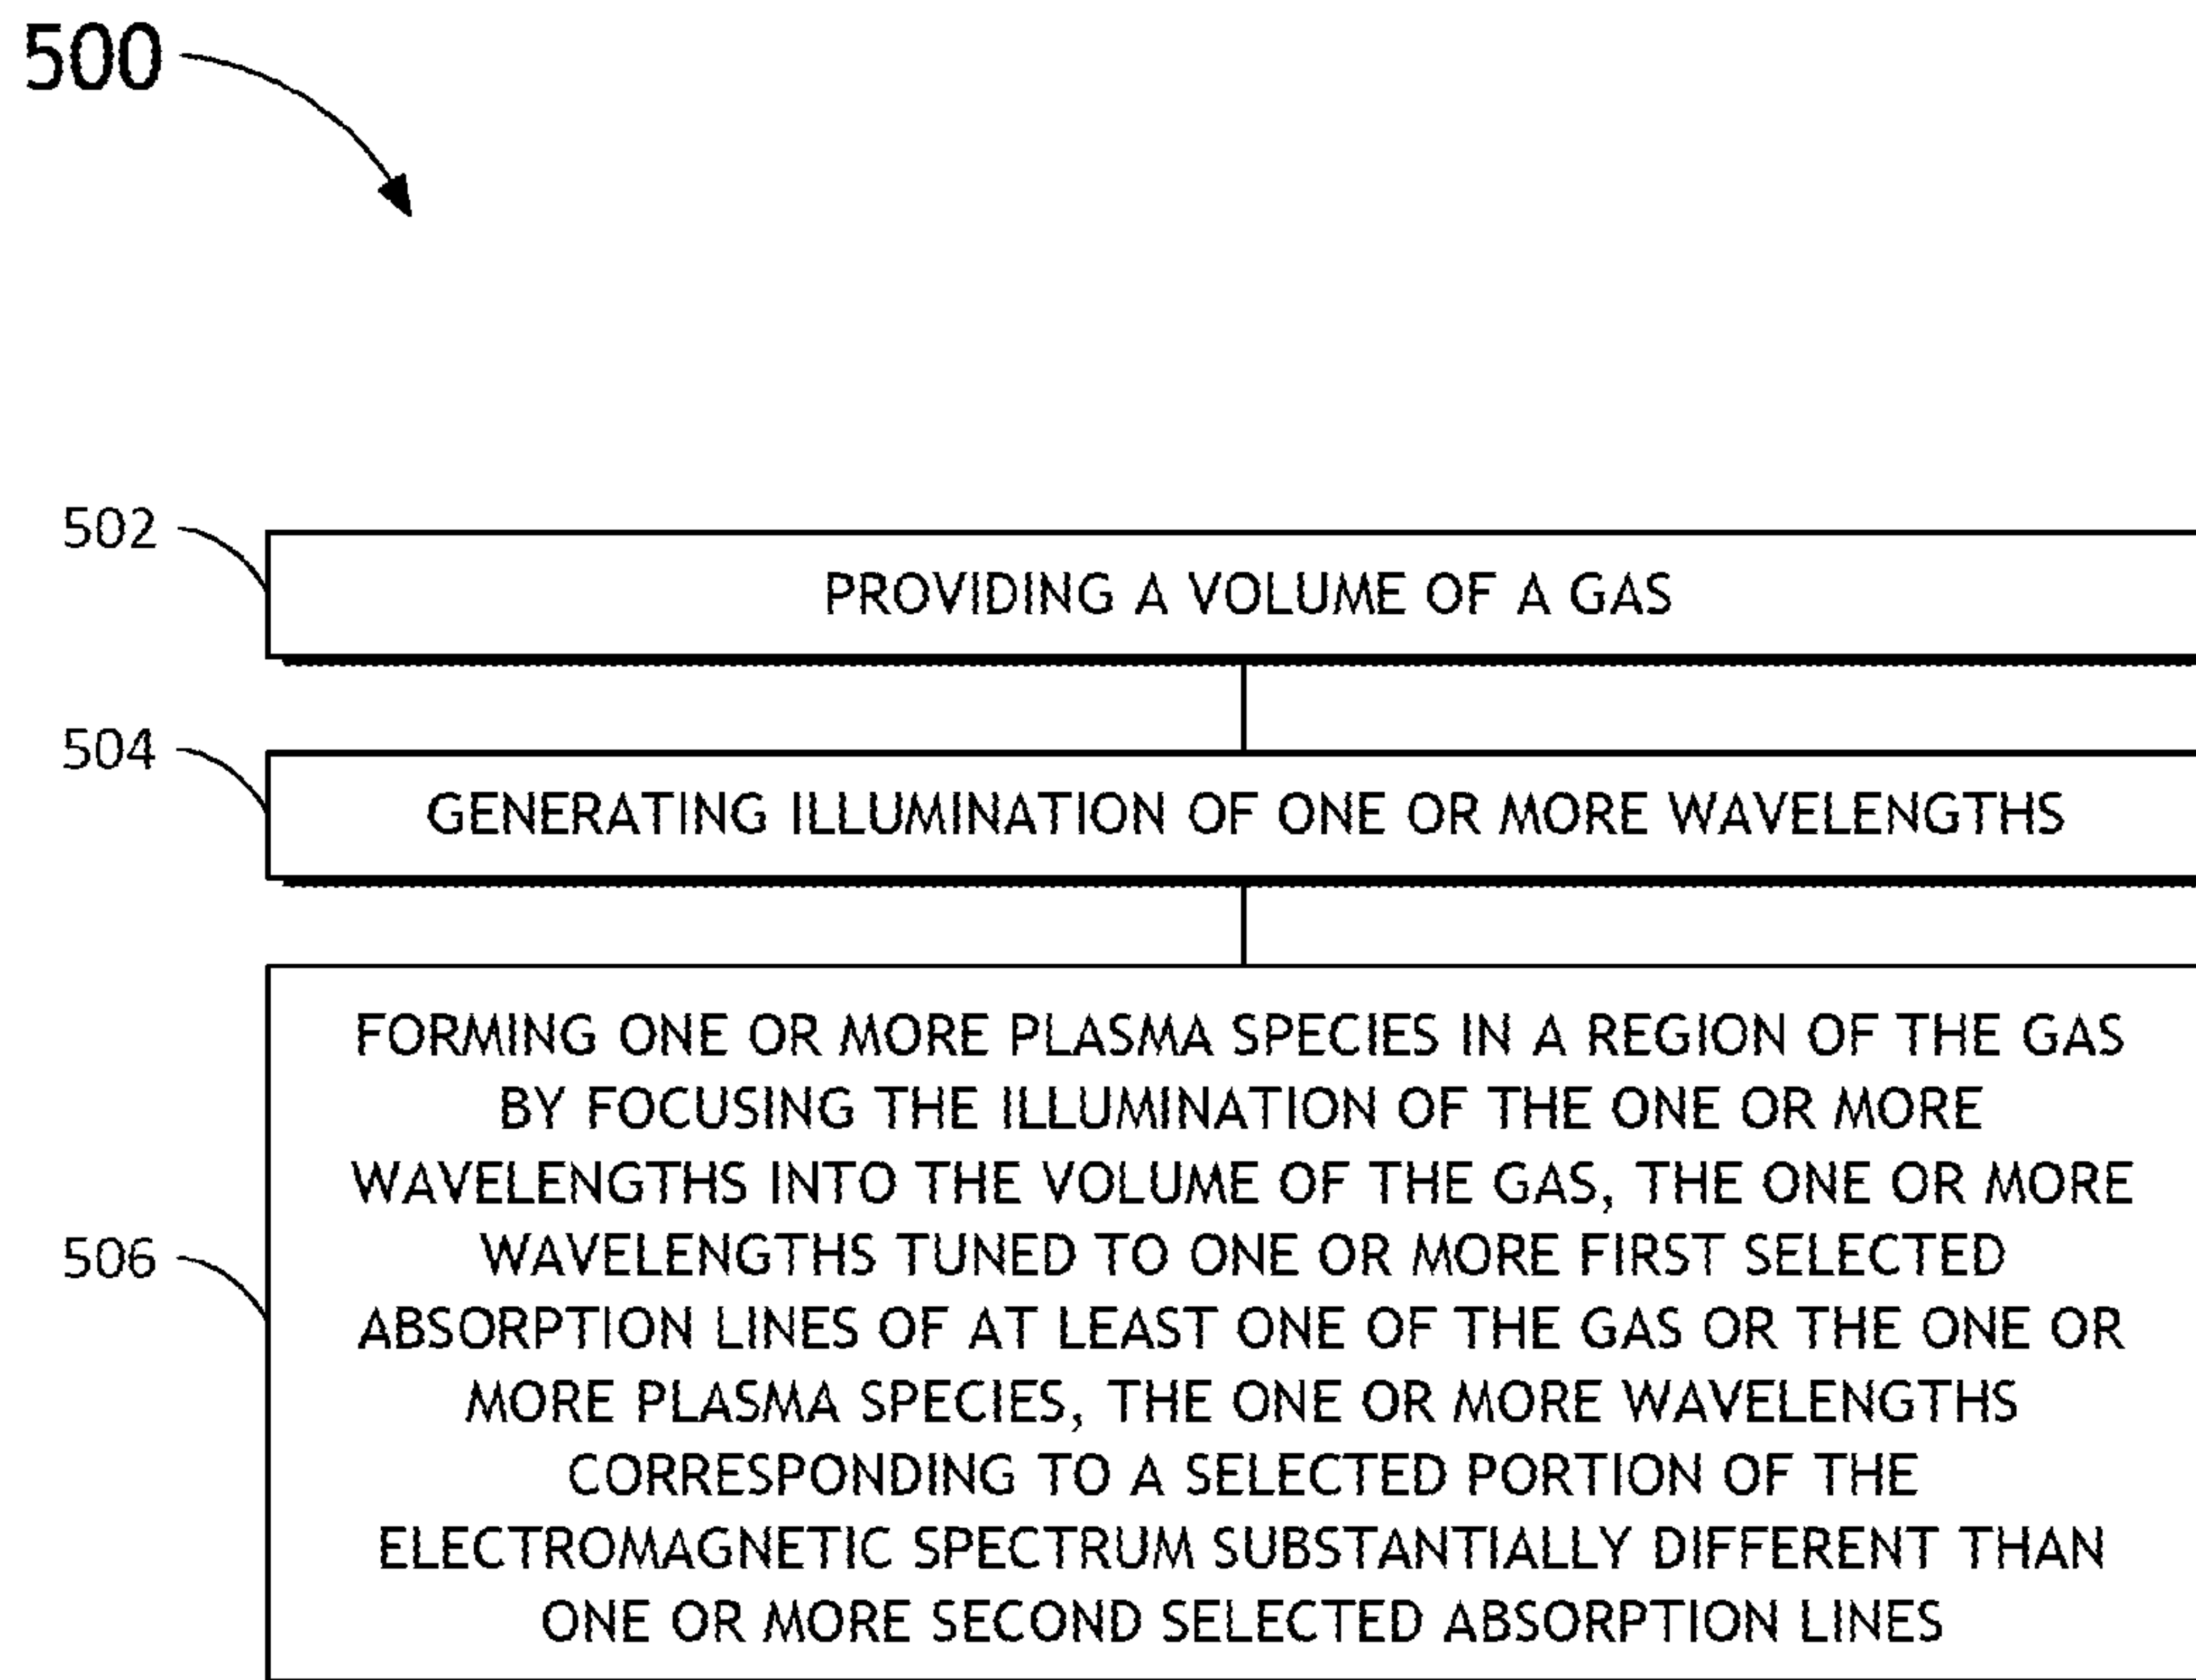 500
502
PROVIDING A VOLUME OF A GAS
504
GENERATING ILLUMINATION OF ONE OR MORE WAVELENGTHS
FORMING ONE OR MORE PLASMA SPECIES IN A REGION OF THE GAS
BY FOCUSING THE ILLUMINATION OF THE ONE OR MORE
WAVELENGTHS INTO THE VOLUME OF THE GAS, THE ONE OR MORE
506
WAVELENGTHS TUNED TO ONE OR MORE FIRST SELECTED
ABSORPTION LINES OF AT LEAST ONE OF THE GAS OR THE ONE OR
MORE PLASMA SPECIES, THE ONE OR MORE WAVELENGTHS
CORRESPONDING TO A SELECTED PORTION OF THE
ELECTROMAGNETIC SPECTRUM SUBSTANTIALLY DIFFERENT THAN
ONE OR MORE SECOND SELECTED ABSORPTION LINES